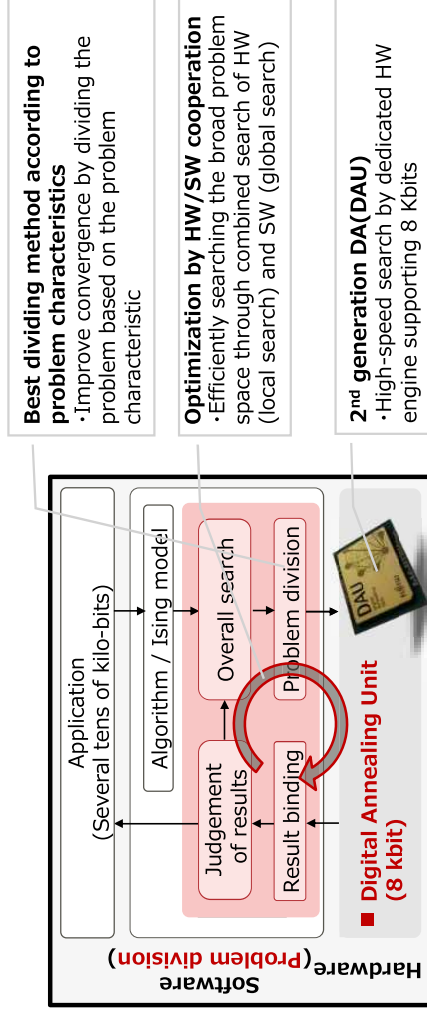 Application
(Several tens of kilo-bits)
Algorithm / Ising model
Judgement
of results
Overall search
Result binding
Problem division
■ Digital Annealing Unit
(8 kbit)
DAU
Software
(Problem division)
Hardware
Best dividing method according to
problem characteristics
・Improve convergence by dividing the
problem based on the problem
characteristic
Optimization by HW/SW cooperation
・Efficiently searching the broad problem
space through combined search of HW
(local search) and SW (global search)
2nd generation DA(DAU)
・High-speed search by dedicated HW
engine supporting 8 Kbits